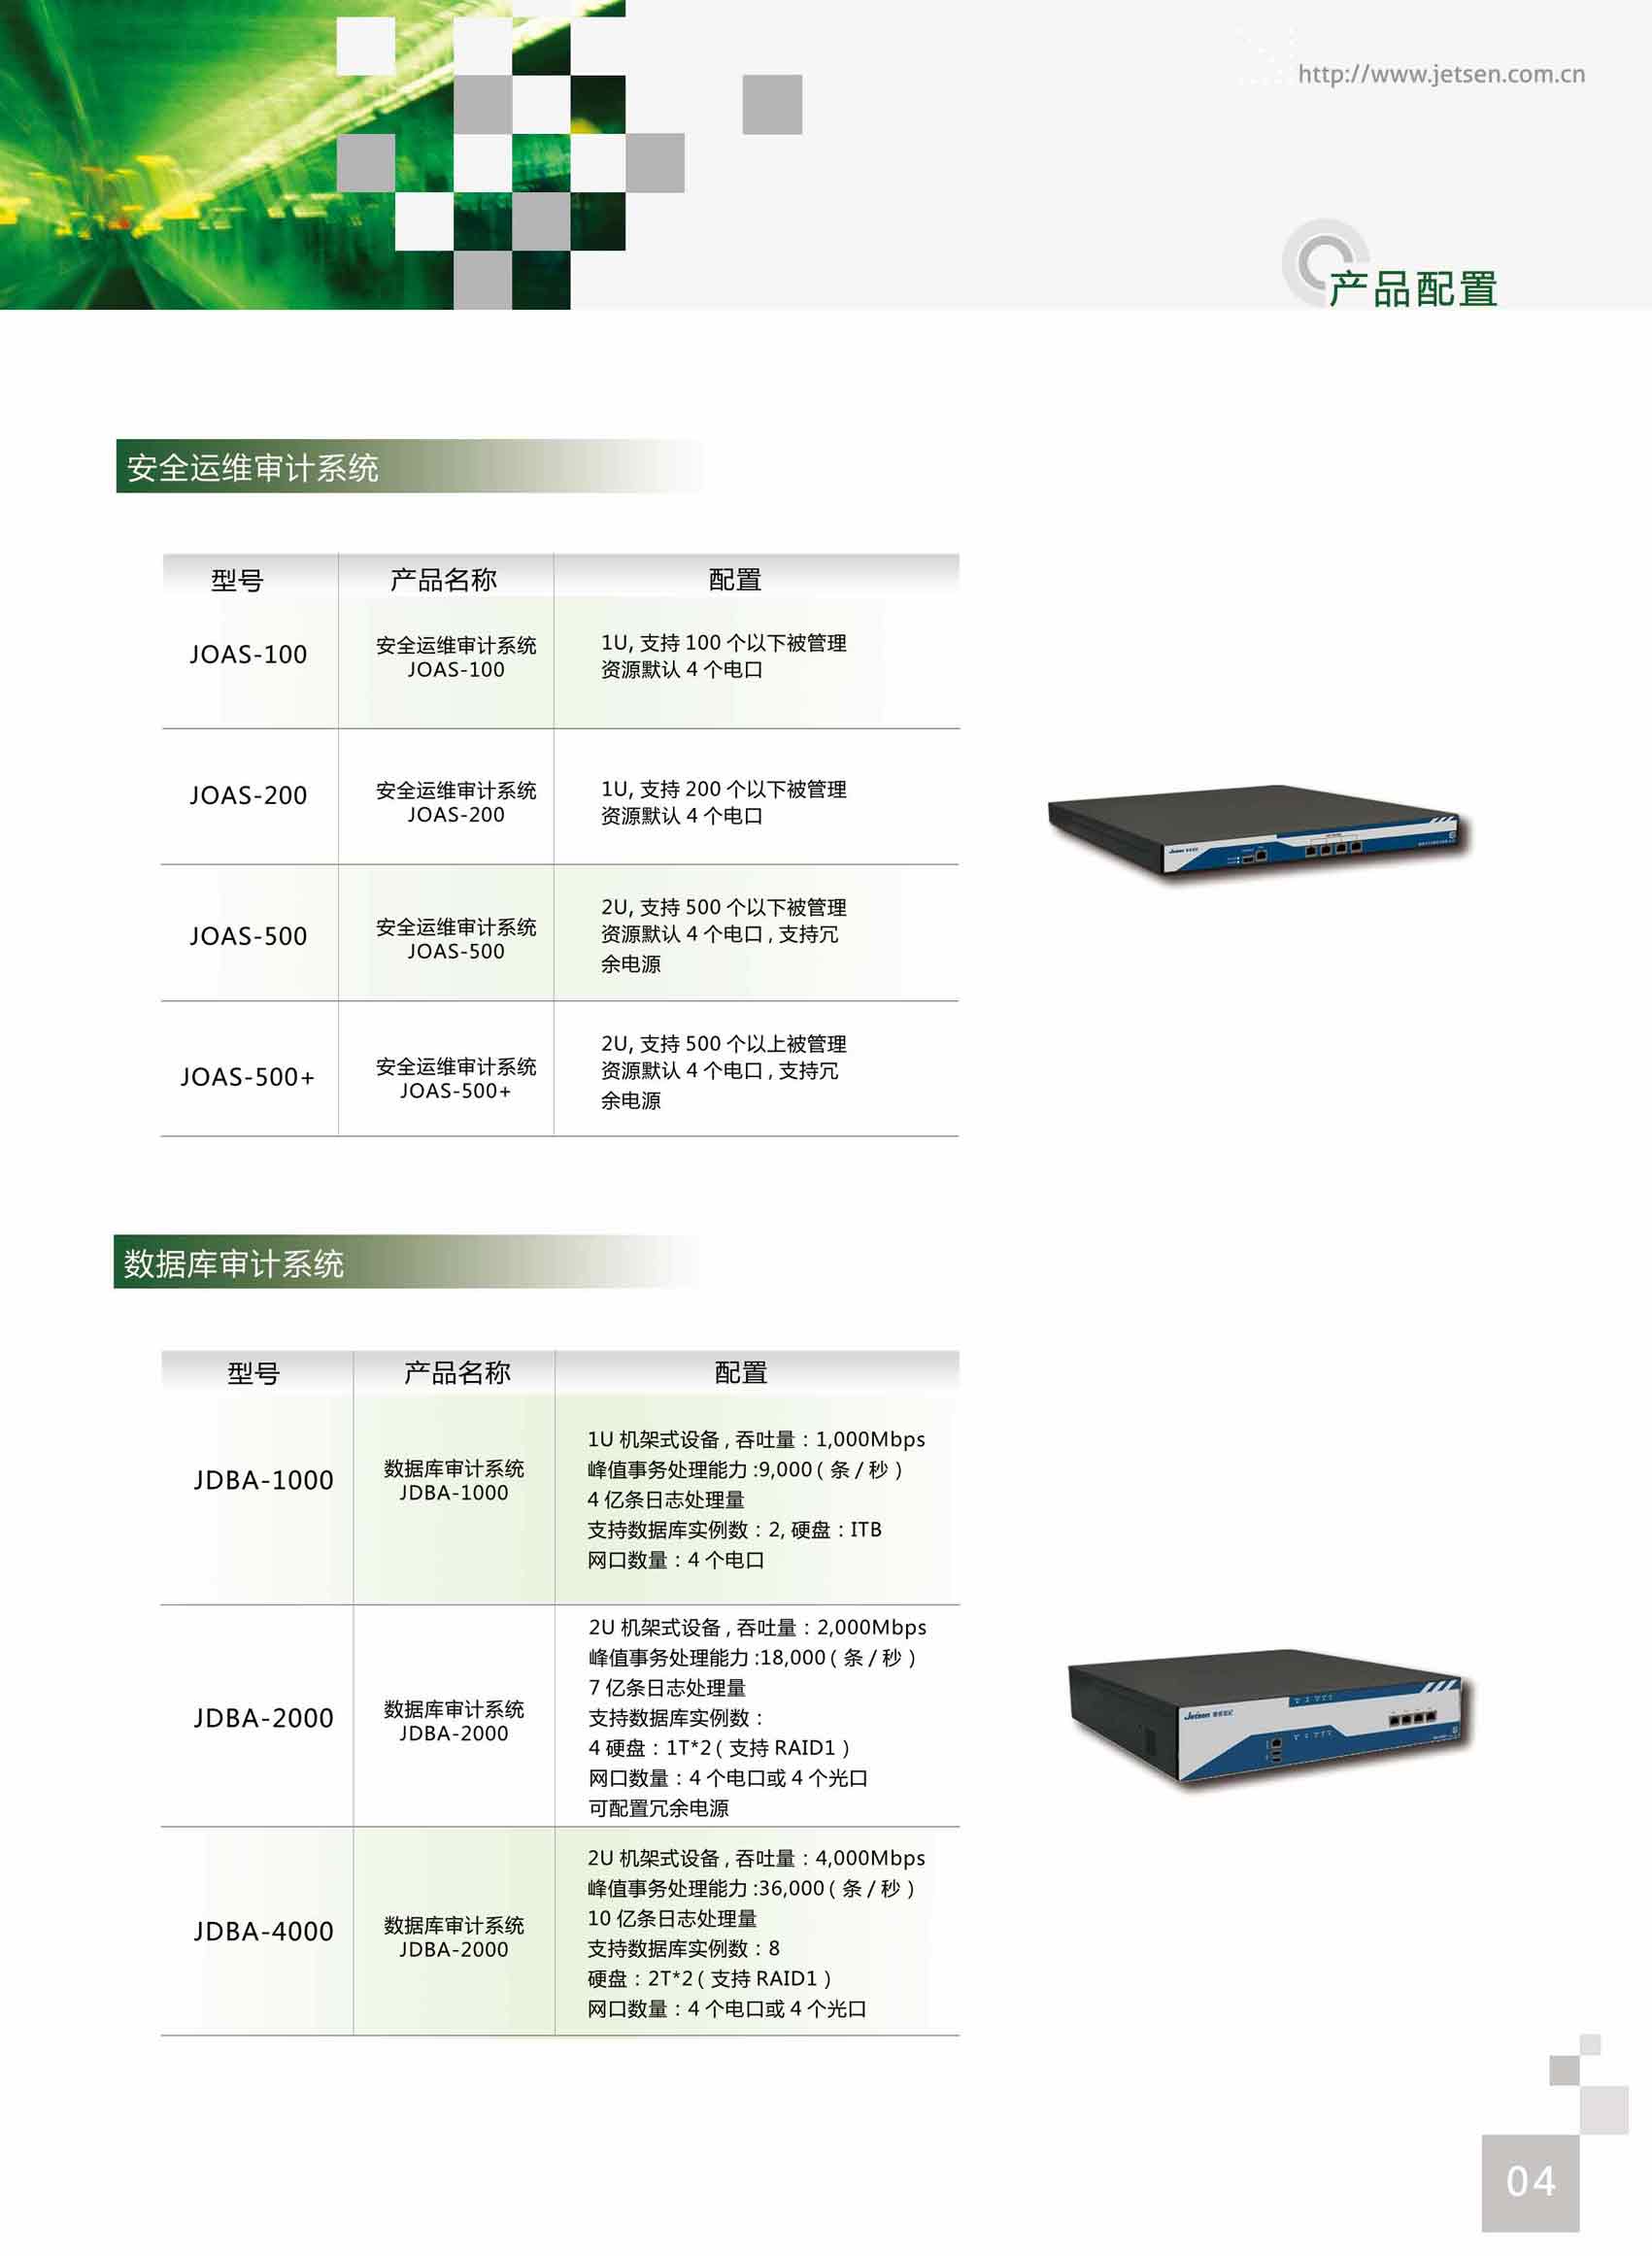 http://www.jetsen.com.cn
产品配置
安全运维审计系统
型号 产品名称 配置
JOAS-100
安全运维审计系统
JOAS-100
1U, 支持 100 个以下被管理
资源默认 4 个电口
JOAS-200
安全运维审计系统
JOAS-200
1U, 支持 200 个以下被管理
资源默认 4 个电口
JOAS-500
安全运维审计系统
JOAS-500
2U, 支持 500 个以下被管理
资源默认 4 个电口 , 支持冗
余电源
JOAS-500+
安全运维审计系统
JOAS-500+
2U, 支持 500 个以上被管理
资源默认 4 个电口 , 支持冗
余电源
数据库审计系统
型号 产品名称 配置
JDBA-1000
数据库审计系统
JDBA-1000
1U 机架式设备 , 吞吐量 : 1,000Mbps
峰值事务处理能力 :9,000 ( 条 / 秒 )
4 亿条日志处理量
支持数据库实例数 : 2, 硬盘 : ITB
网口数量 : 4 个电口
JDBA-2000
数据库审计系统
JDBA-2000
2U 机架式设备 , 吞吐量 : 2,000Mbps
峰值事务处理能力 :18,000 ( 条 / 秒 )
7 亿条日志处理量
支持数据库实例数 :
4 硬盘 : 1T*2 ( 支持 RAID1 )
网口数量 : 4 个电口或 4 个光口
可配置冗余电源
JDBA-4000
数据库审计系统
JDBA-2000
2U 机架式设备 , 吞吐量 : 4,000Mbps
峰值事务处理能力 :36,000 ( 条 / 秒 )
10 亿条日志处理量
支持数据库实例数 : 8
硬盘 : 2T*2 ( 支持 RAID1 )
网口数量 : 4 个电口或 4 个光口
Jetsen
04